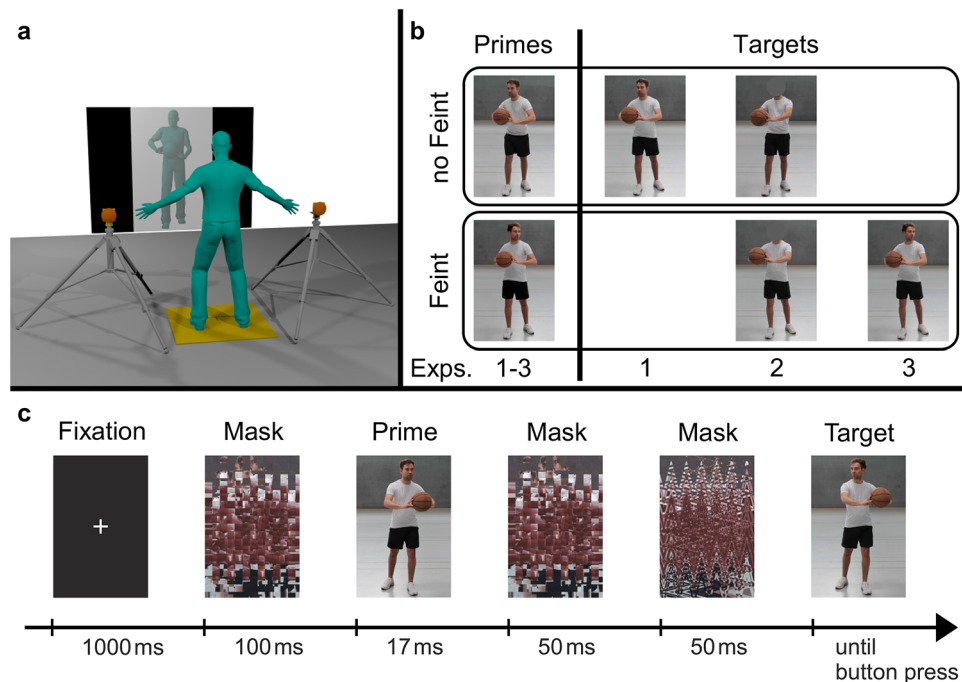 a
b
Primes
Targets
no Feint
Feint
Exps.
1-3
1
2
3
c
Fixation
Mask
Prime
Mask
Mask
Target
1000 ms
100 ms
17 ms
50 ms
50 ms
until
button press